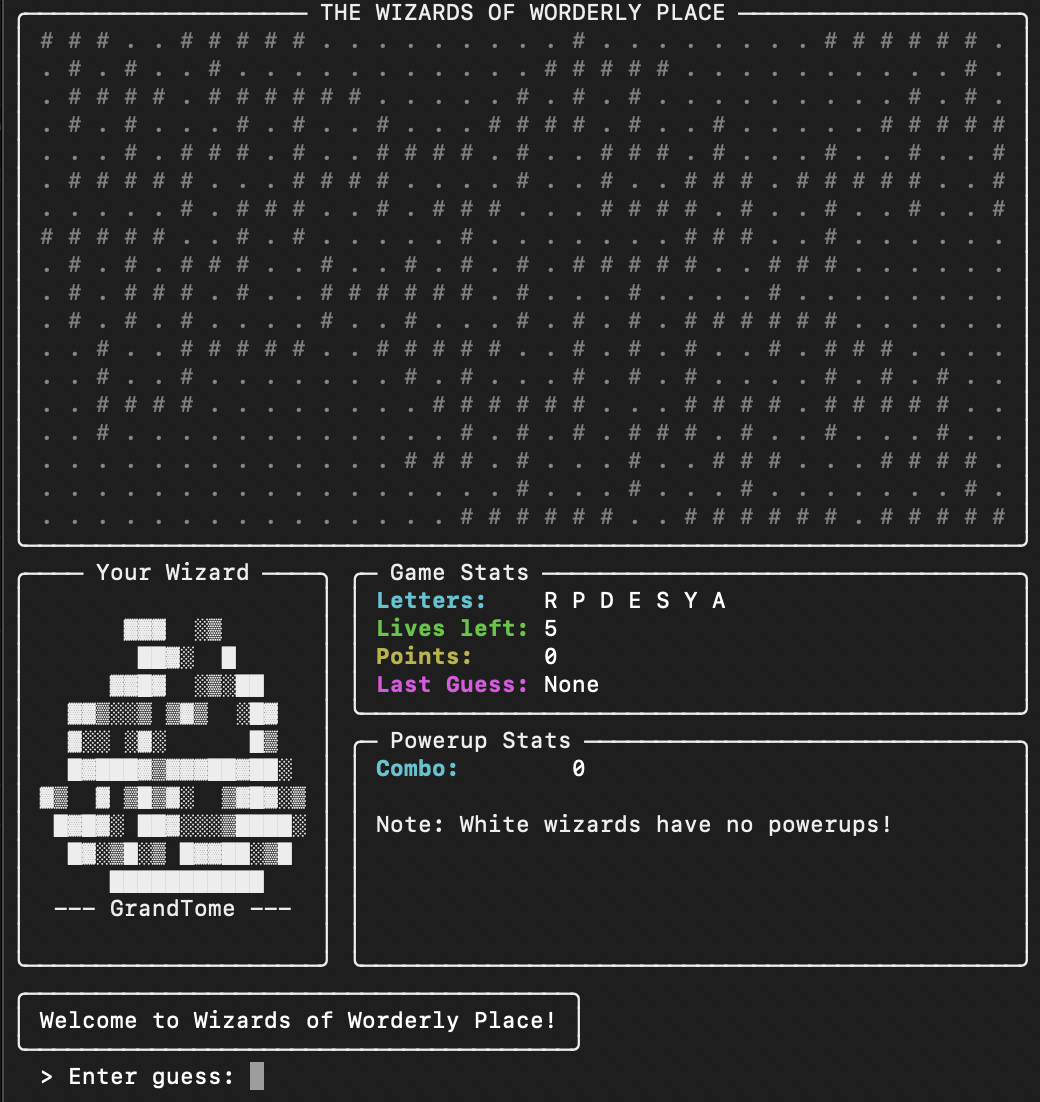 THE WIZARDS OF WORDERLY PLACE
# # # . . # # # # # . . . . . . . . . # . . . . . . . . # # # # # # .
. # . # . . # . . . . . . . . . . . # # # # # . . . . . . . . . . # .
. # # # # . # # # # # # . . . . . # . # . # . . . . . . . . . # . # .
. # . # . . . # . # . . # . . . # # # # . # . . # . . . . . # # # # #
. . . # . # # # . # . . # # # # . # . . # # # . # . . . # . . # . . #
. # # # # # . . . # # # # . . . . # . . # . . # # # . # # # # # . . #
. . . . . # . # # # . . # . # # # . . . # # # # . # . . # . . # . . #
# # # # # . . # . # . . . . . # . . . . . . . # # # . . # . . . . . .
. # . # . # # # . . # . . # . # . # . # # # # # . . # # # . . . . . .
. # . # # # . # . . # # # # # # . # . . . # . . . . # . . . . . . . .
. # . # . # . . . . # . . # . . . # . # . # . # # # # # # . . . . . .
. . # . . # # # # # . . # # # # # . . # . # . # . . # . # # # . . . .
. . # . . # . . . . . . . # . # . . . # . # . # . . . . # . # . # . .
. . # # # # . . . . . . . . # # # # # # . . . # # # # . # # # # # . .
. . # . . . . . . . . . . . . # . # . # . # # # . # . . # . . . # . .
. . . . . . . . . . . . . # # # . # . . . # . . # # # . . . # # # # .
. . . . . . . . . . . . . . . . . # . . . # . . . # . . . . . . . # .
. . . . . . . . . . . . . . . # # # # # # . . # # # # # # . # # # # #
Your Wizard
--- GrandTome ---
Game Stats
Letters: R P D E S Y A
Lives left: 5
Points: 0
Last Guess: None
Powerup Stats
Combo: 0
Note: White wizards have no powerups!
Welcome to Wizards of Worderly Place!
> Enter guess: